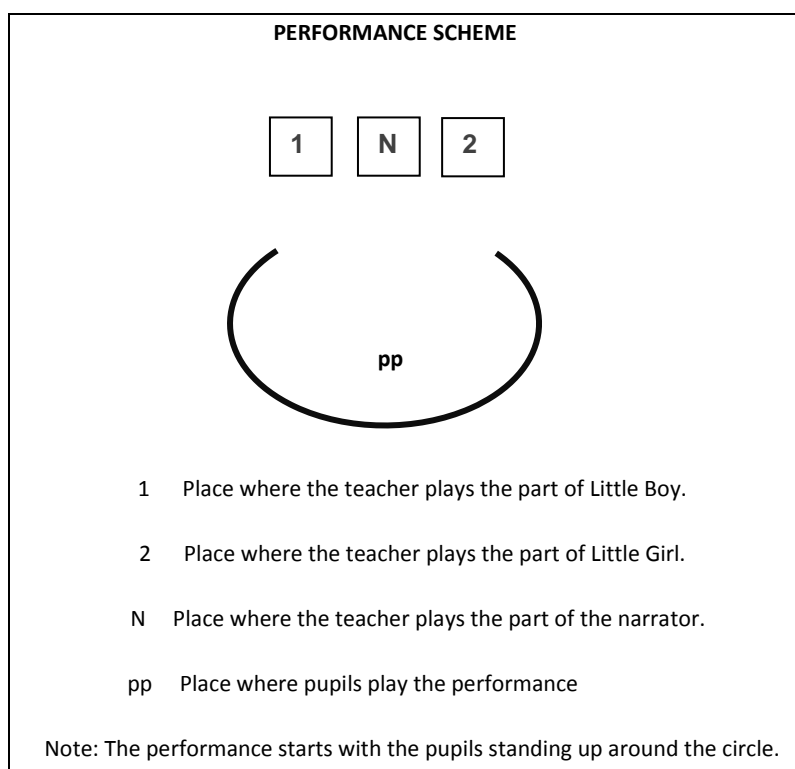 PERFORMANCE SCHEME
1 N 2
pp
1 Place where the teacher plays the part of Little Boy.
2 Place where the teacher plays the part of Little Girl.
N Place where the teacher plays the part of the narrator.
pp Place where pupils play the performance
Note: The performance starts with the pupils standing up around the circle.